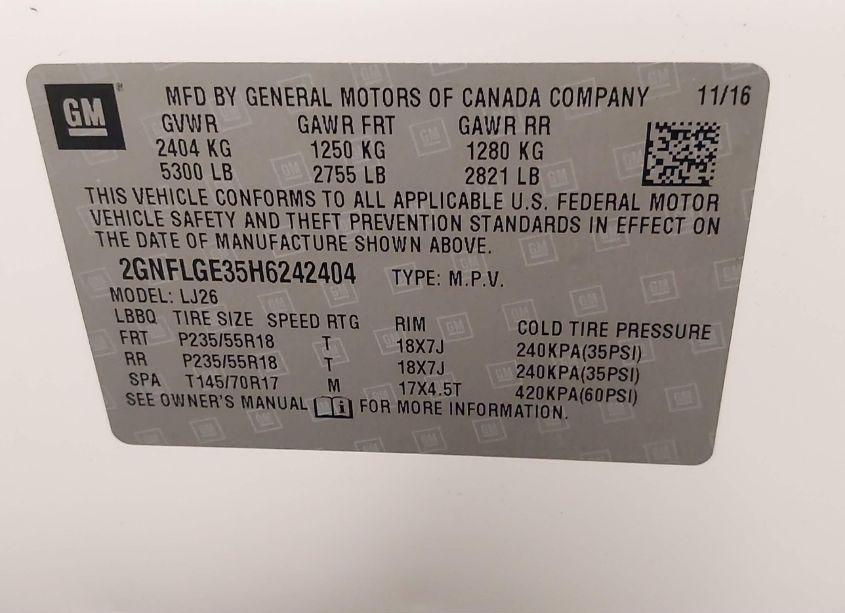 GM MFD BY GENERAL MOTORS OF CANADA COMPANY 11/16
GVWR GAWR FRT GAWR RR
2404 KG 1250 KG 1280 KG
5300 LB 2755 LB 2821 LB
THIS VEHICLE CONFORMS TO ALL APPLICABLE U.S. FEDERAL MOTOR
VEHICLE SAFETY AND THEFT PREVENTION STANDARDS IN EFFECT ON
THE DATE OF MANUFACTURE SHOWN ABOVE.
2GNFLGE35H6242404 TYPE: M.P.V.
MODEL: LJ26
LBBQ TIRE SIZE SPEED RTG RIM COLD TIRE PRESSURE
FRT P235/55R18 T 18X7J 240KPA(35PSI)
RR P235/55R18 T 18X7J 240KPA(35PSI)
SPA T145/70R17 M 17X4.5T 420KPA(60PSI)
SEE OWNER'S MANUAL FOR MORE INFORMATION.